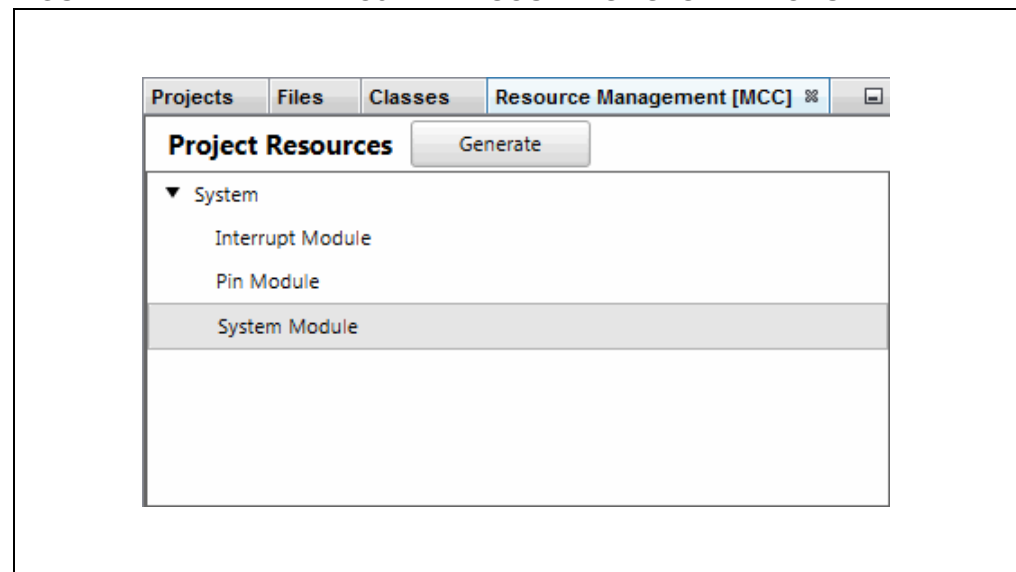 Projects Files Classes Resource Management [MCC]
Project Resources Generate
System
Interrupt Module
Pin Module
System Module